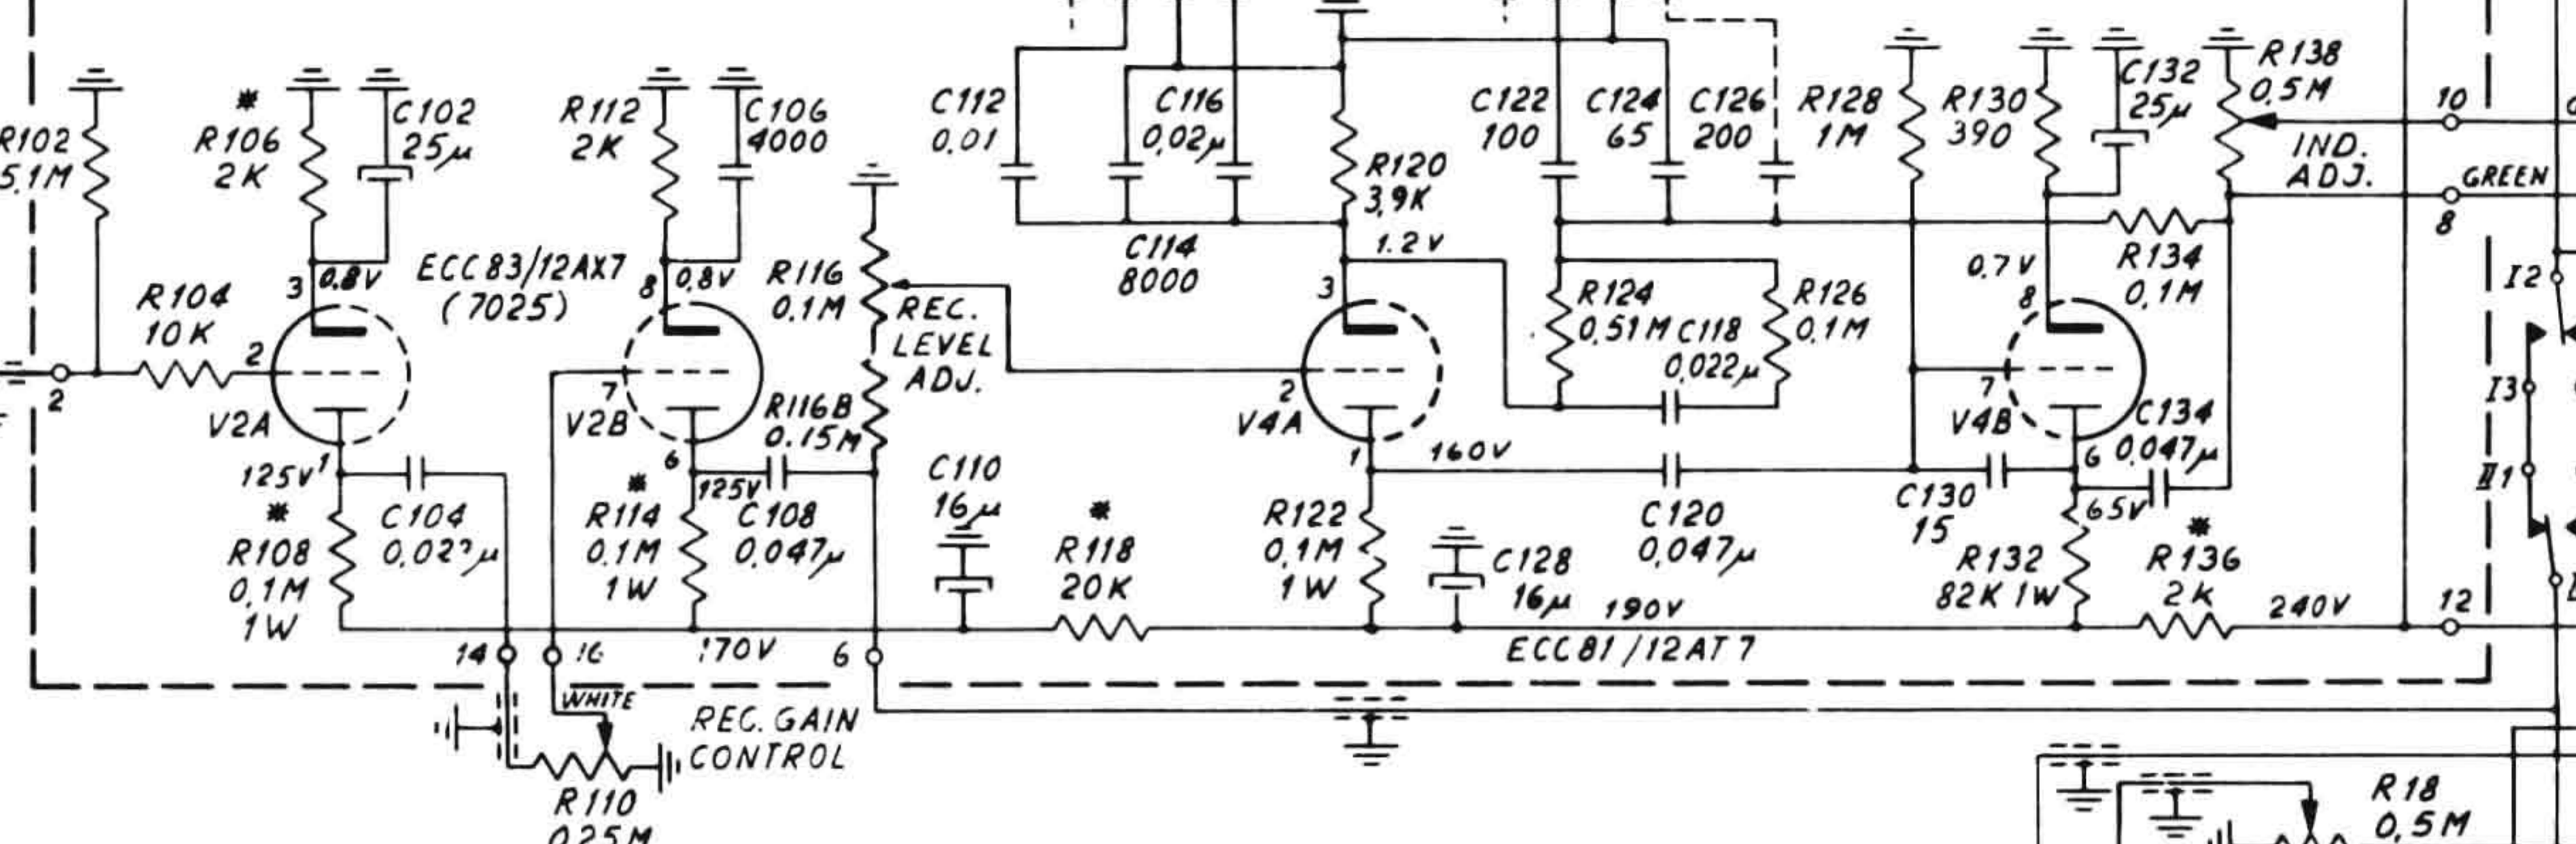 R102
5.1M
*
R106
2K
C102
25μ
R112
2K
C106
4000
C112
0.01
C116
0,02μ
R120
3,9K
C122
100
C124
65
C126
200
R128
1M
R130
390
C132
25μ
R138
0,5M
IND.
ADJ.
10
GREEN
8
R104
10K
2
2
3
0.8V
ECC83/12AX7
(7025)
8
0,8V
R116
0.1M
REC.
LEVEL
ADJ.
C114
8000
1.2V
3
R124
0,51M
C118
0,022μ
R126
0,1M
0,7V
8
R134
0,1M
I2
I3
II1
V2A
1
125V
*
R108
0,1M
1W
C104
7
V2B
6
125V
*
R114
0.1M
1W
C108
0,047μ
R116B
0.15M
C110
16μ
*
R118
20K
2
V4A
1
160V
R122
0,1M
1W
C128
16μ
190V
C120
0,047μ
7
V4B
6
C134
0,047μ
C130
15
65V
R132
82K 1W
*
R136
2K
240V
12
14
16
170V
6
ECC81/12AT7
WHITE
REC. GAIN
CONTROL
R110
0,25M
R18
0,5M